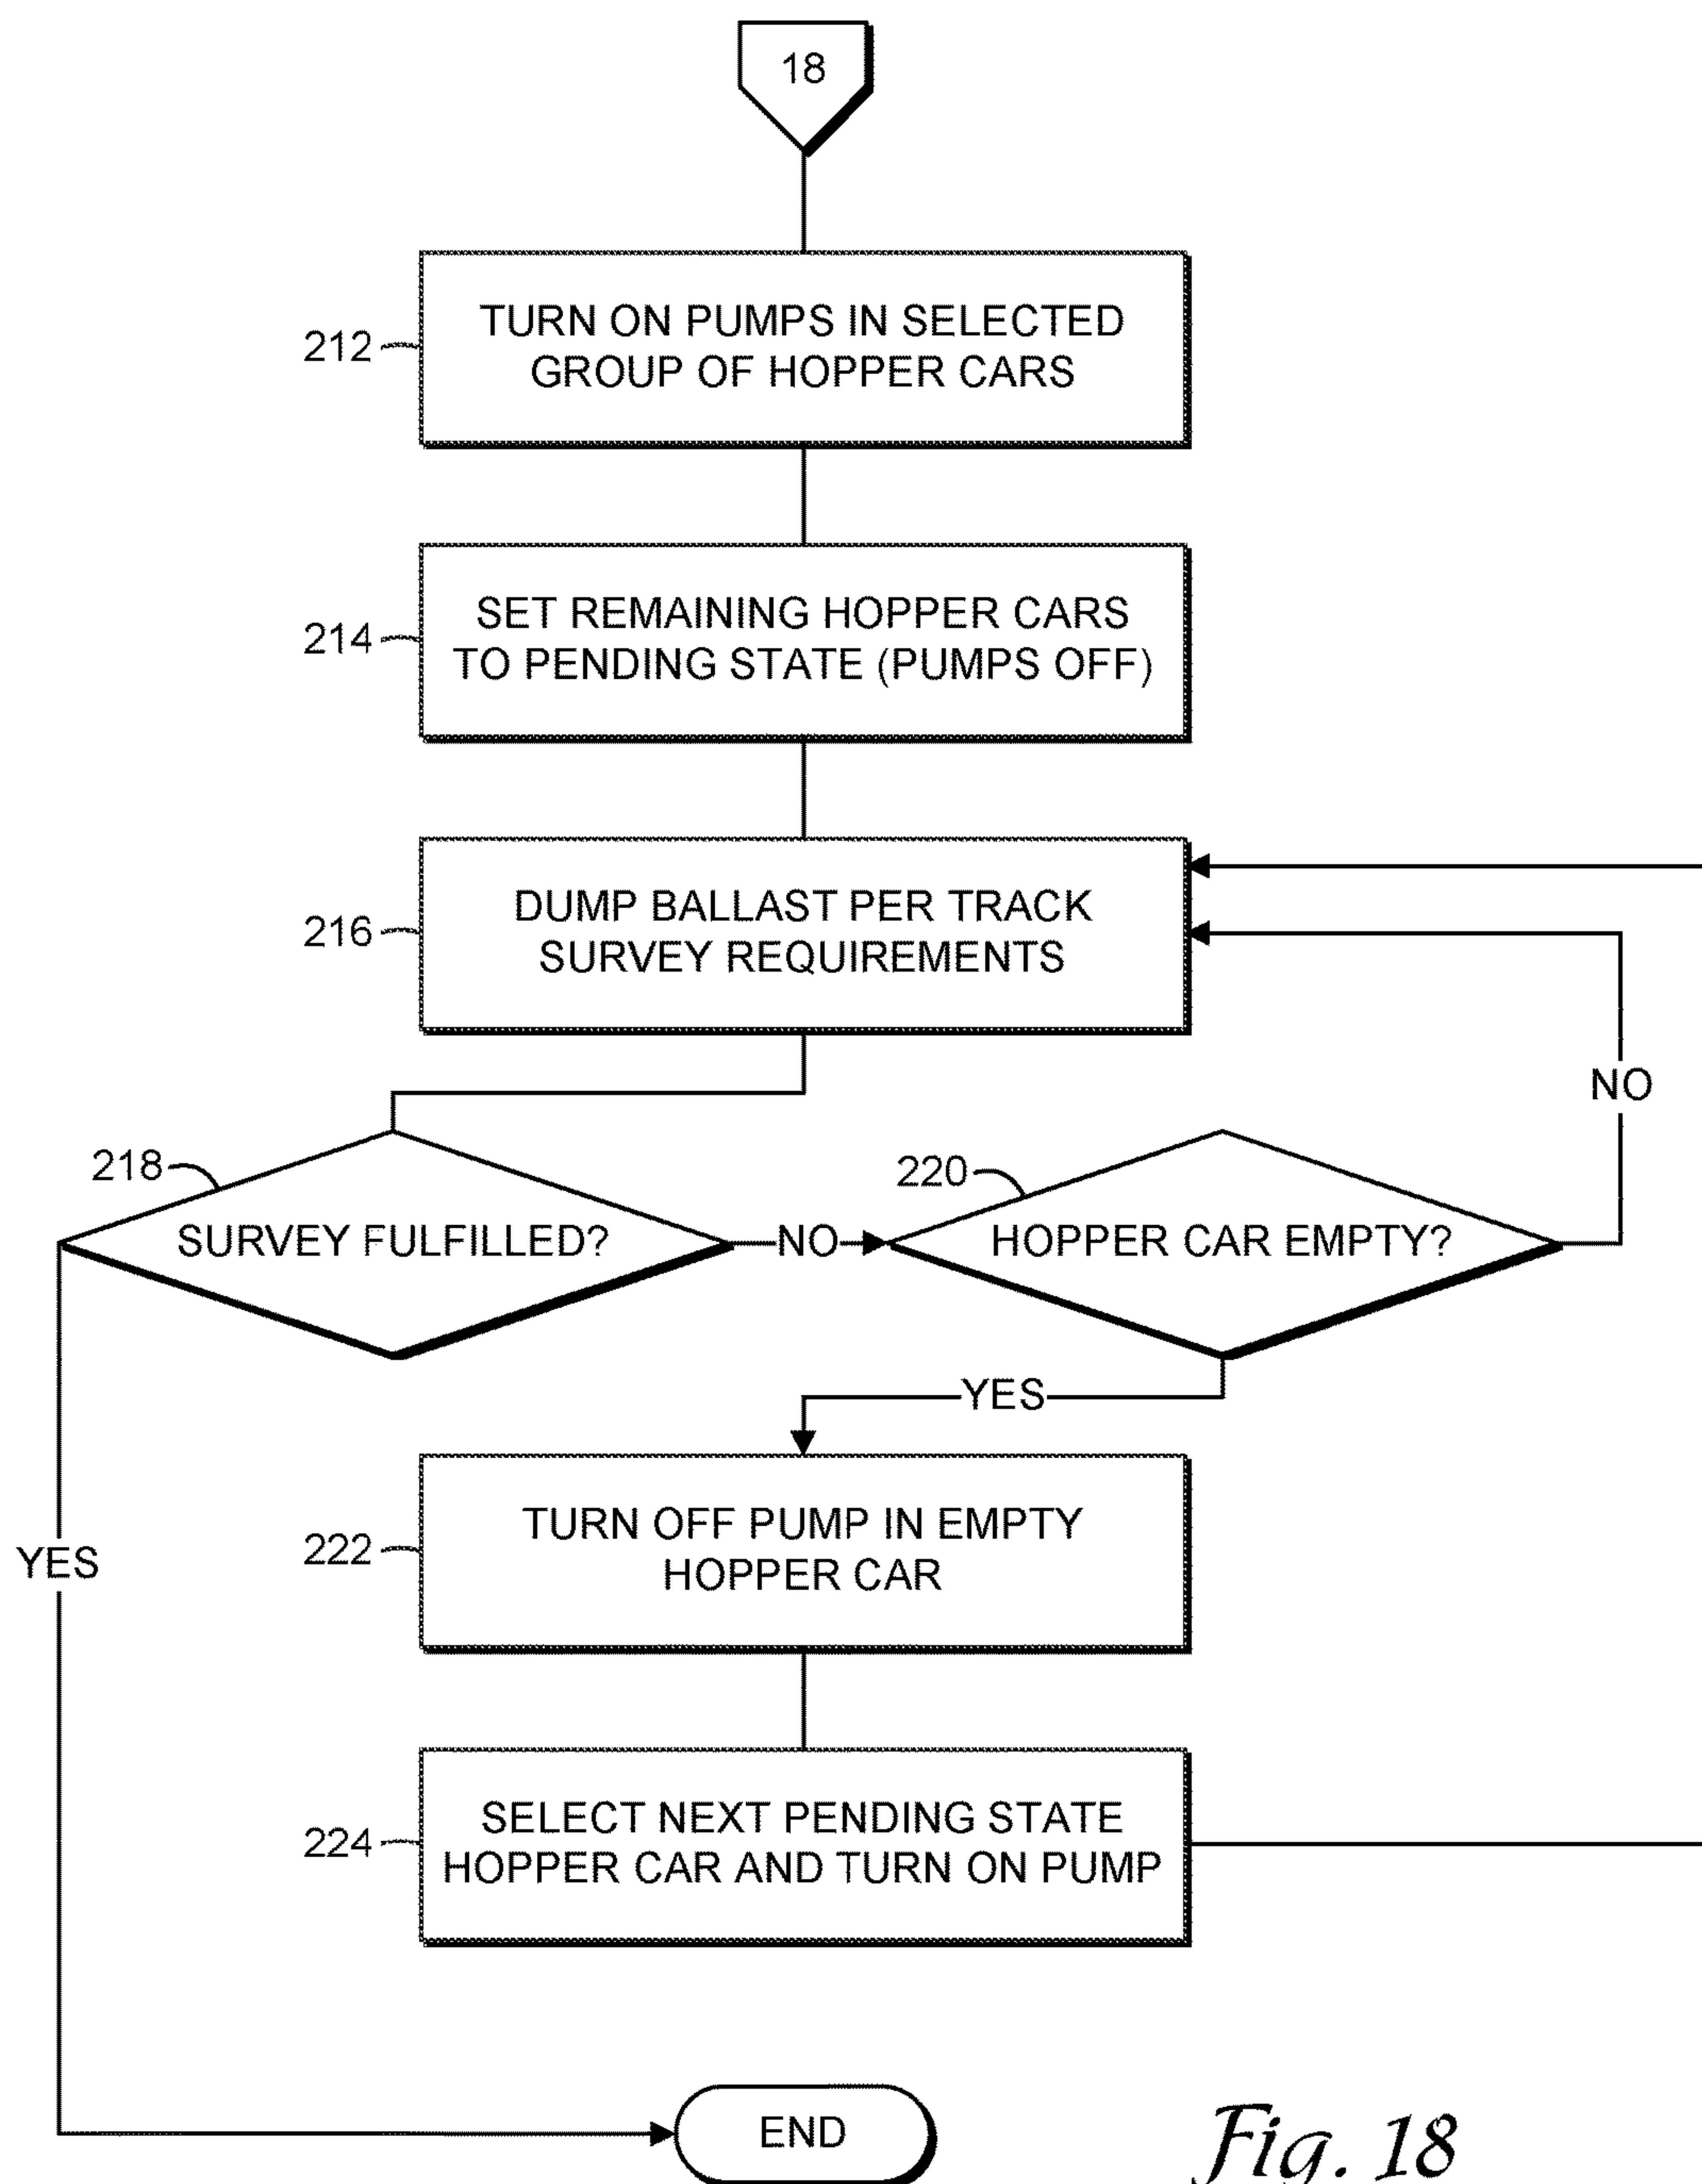 18
212
TURN ON PUMPS IN SELECTED
GROUP OF HOPPER CARS
214
SET REMAINING HOPPER CARS
TO PENDING STATE (PUMPS OFF)
216
DUMP BALLAST PER TRACK
SURVEY REQUIREMENTS
NO
218
SURVEY FULFILLED?
NO
220
HOPPER CAR EMPTY?
YES
YES
222
TURN OFF PUMP IN EMPTY
HOPPER CAR
224
SELECT NEXT PENDING STATE
HOPPER CAR AND TURN ON PUMP
END
Fig. 18